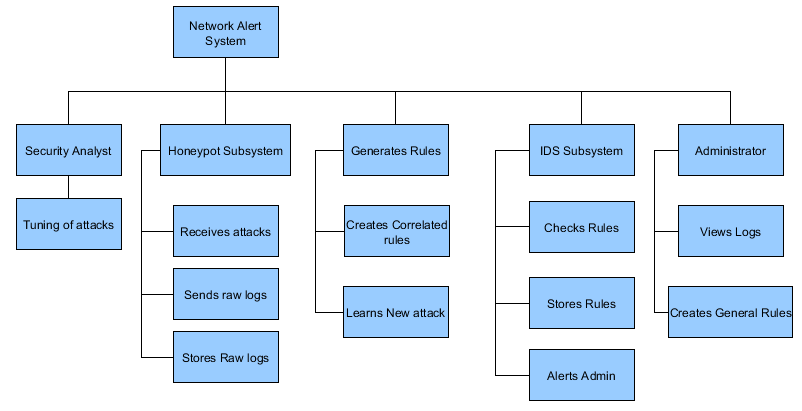 Network Alert
System
Security Analyst
Honeypot Subsystem
Generates Rules
IDS Subsystem
Administrator
Tuning of attacks
Receives attacks
Creates Correlated
rules
Checks Rules
Views Logs
Sends raw logs
Learns New attack
Stores Rules
Creates General Rules
Stores Raw logs
Alerts Admin